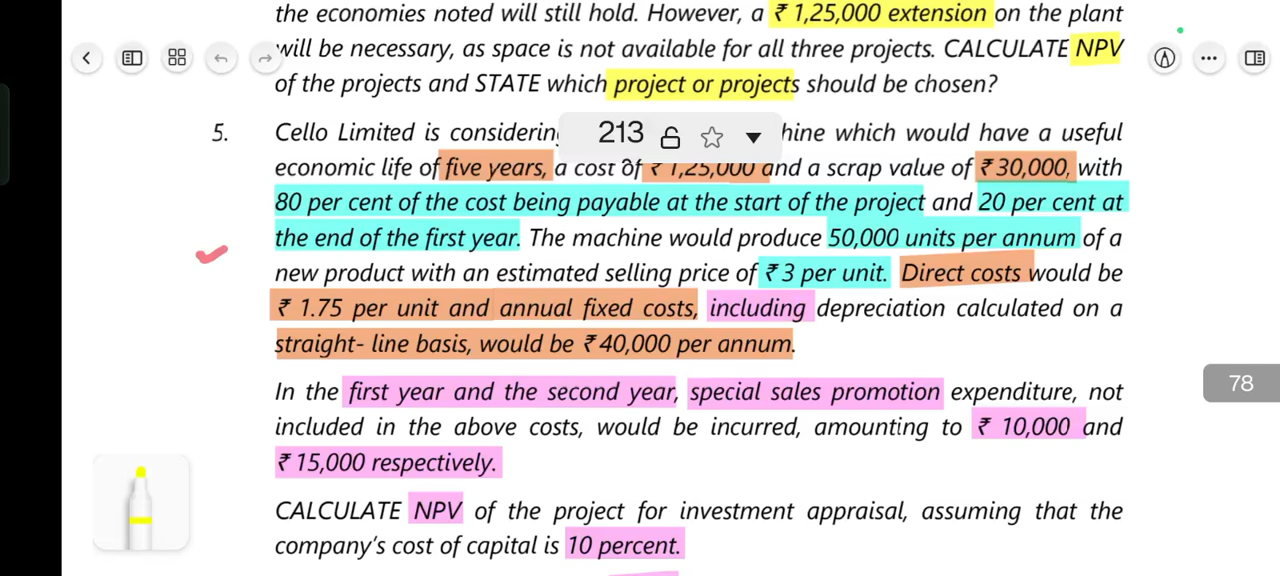 the economies noted will still hold. However, a ₹ 1,25,000 extension on the plant
will be necessary, as space is not available for all three projects. CALCULATE NPV
of the projects and STATE which project or projects should be chosen?
213
5. Cello Limited is considering hine which would have a useful
economic life of five years, a cost of ₹ 1,25,000 and a scrap value of ₹ 30,000, with
80 per cent of the cost being payable at the start of the project and 20 per cent at
the end of the first year. The machine would produce 50,000 units per annum of a
new product with an estimated selling price of ₹ 3 per unit. Direct costs would be
₹ 1.75 per unit and annual fixed costs, including depreciation calculated on a
straight- line basis, would be ₹ 40,000 per annum.
78
In the first year and the second year, special sales promotion expenditure, not
included in the above costs, would be incurred, amounting to ₹ 10,000 and
₹ 15,000 respectively.
CALCULATE NPV of the project for investment appraisal, assuming that the
company's cost of capital is 10 percent.